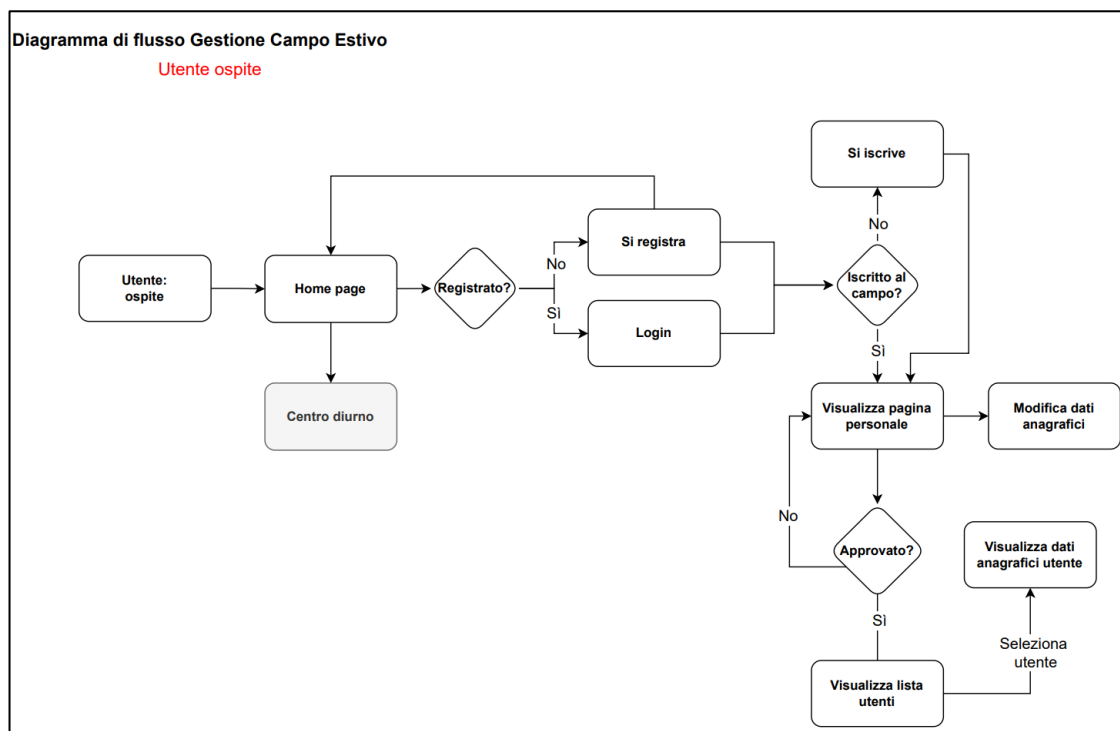 Diagramma di flusso Gestione Campo Estivo
Utente ospite
Si iscrive
No
Si registra
Utente:
ospite
Home page
Registrato?
No
Sì
Iscritto al
campo?
Login
Sì
Centro diurno
Visualizza pagina
personale
Modifica dati
anagrafici
No
Approvato?
Visualizza dati
anagrafici utente
Sì
Seleziona
utente
Visualizza lista
utenti